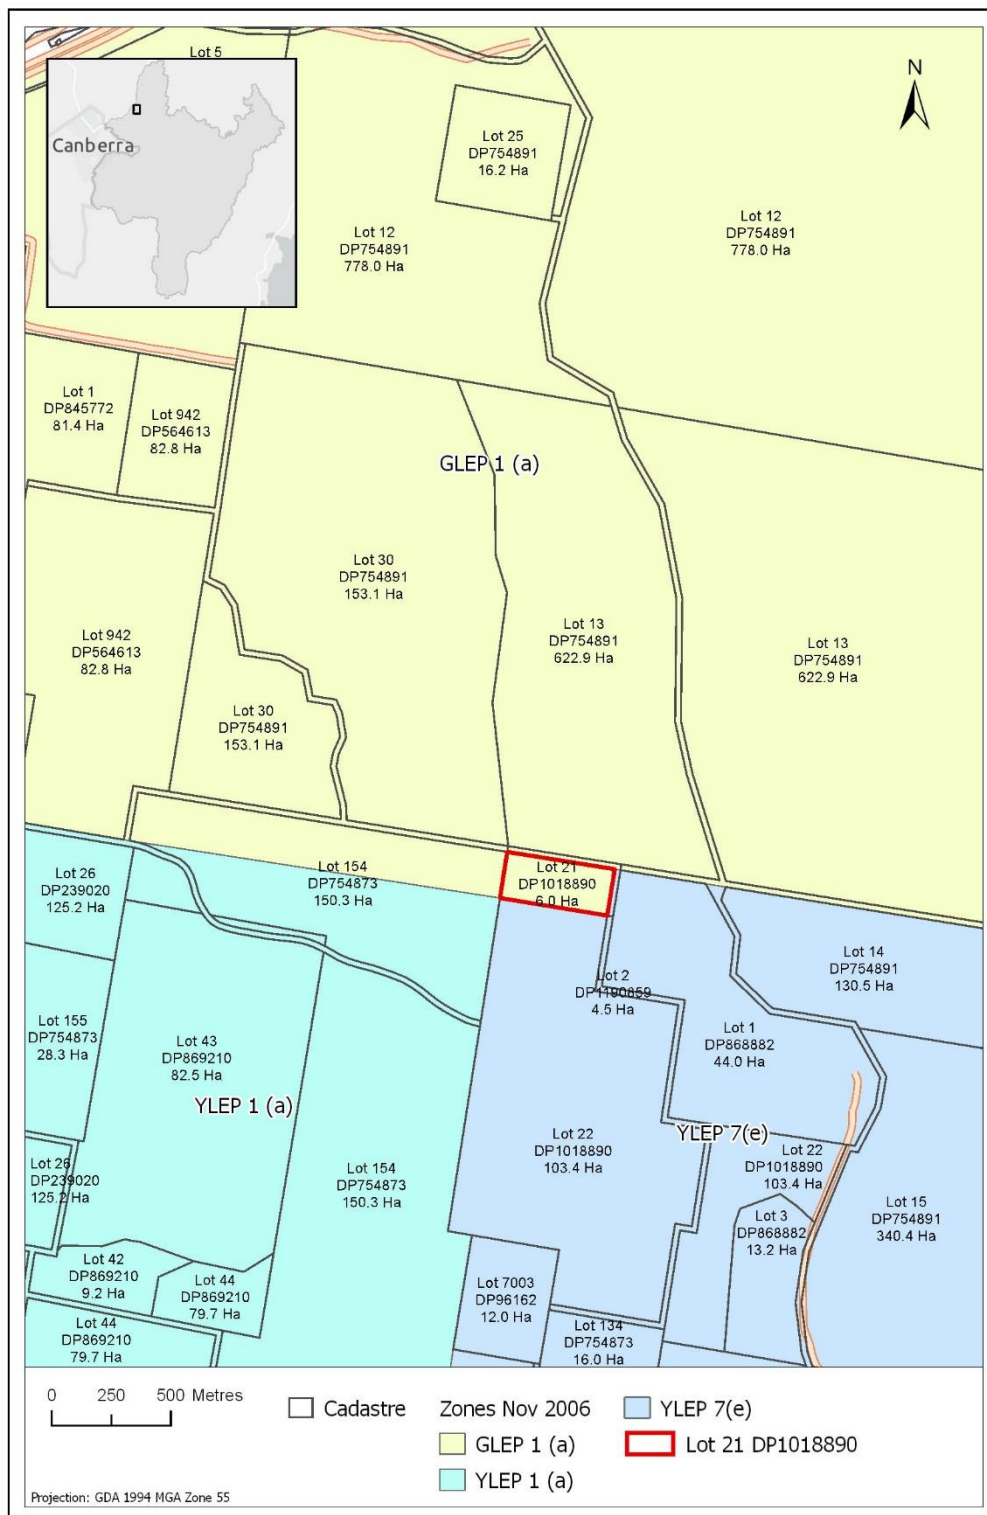 Lot 5
Canberra
N
Lot 25
DP754891
16.2 Ha
Lot 12
DP754891
778.0 Ha
Lot 12
DP754891
778.0 Ha
Lot 1
DP845772
81.4 Ha
Lot 942
DP564613
82.8 Ha
GLEP 1 (a)
Lot 30
DP754891
153.1 Ha
Lot 13
DP754891
622.9 Ha
Lot 942
DP564613
82.8 Ha
Lot 13
DP754891
622.9 Ha
Lot 30
DP754891
153.1 Ha
Lot 26
DP239020
125.2 Ha
Lot 154
DP754873
150.3 Ha
Lot 21
DP1018890
6.0 Ha
Lot 14
DP754891
130.5 Ha
Lot 2
DP1190859
4.5 Ha
Lot 155
DP754873
28.3 Ha
Lot 43
DP869210
82.5 Ha
Lot 1
DP868882
44.0 Ha
YLEP 1 (a)
YLEP 7(e)
Lot 22
DP1018890
103.4 Ha
Lot 22
DP1018890
103.4 Ha
Lot 26
DP239020
125.2 Ha
Lot 154
DP754873
150.3 Ha
Lot 3
DP868882
13.2 Ha
Lot 15
DP754891
340.4 Ha
Lot 42
DP869210
9.2 Ha
Lot 44
DP869210
79.7 Ha
Lot 7003
DP96162
12.0 Ha
Lot 44
DP869210
79.7 Ha
Lot 134
DP754873
16.0 Ha
0 250 500 Metres
Cadastre
Zones Nov 2006
GLEP 1 (a)
YLEP 1 (a)
YLEP 7(e)
Lot 21 DP1018890
Projection: GDA 1994 MGA Zone 55